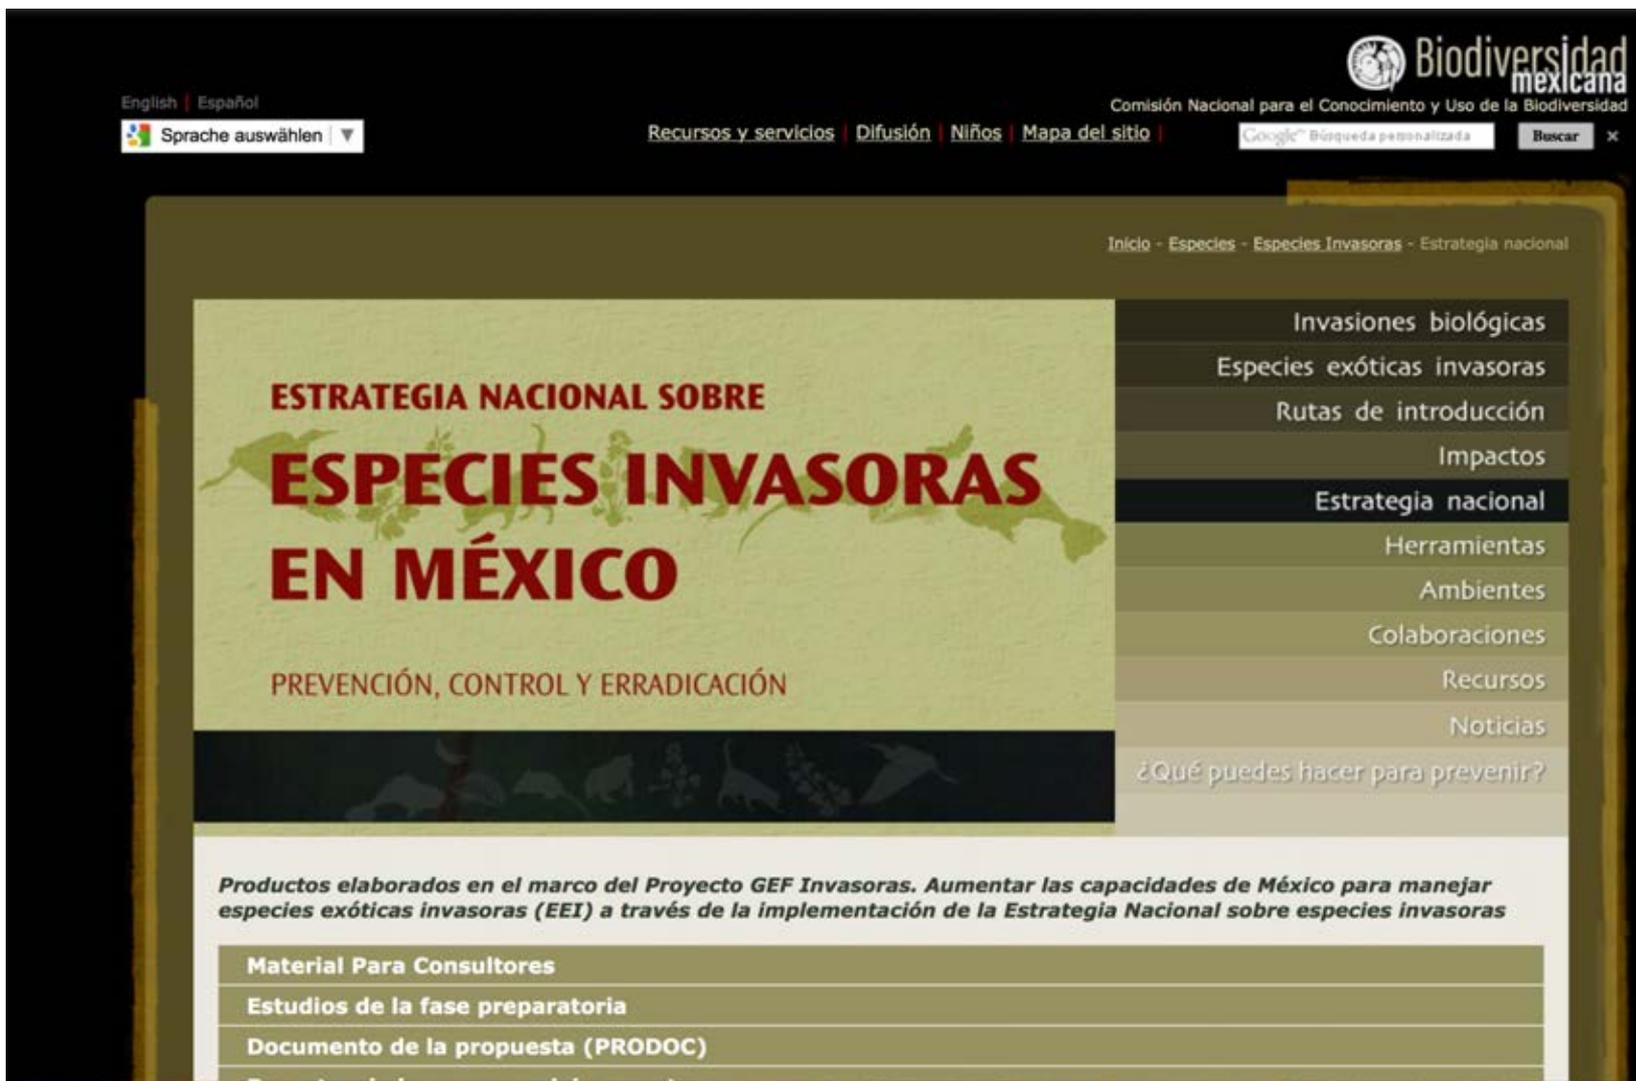 Biodiversidad
mexicana
English | Español
Comisión Nacional para el Conocimiento y Uso de la Biodiversidad
Sprache auswählen | ▼
Recursos y servicios | Difusión | Niños | Mapa del sitio |
Google™ Búsqueda personalizada
Buscar
×
Inicio - Especies - Especies Invasoras - Estrategia nacional
ESTRATEGIA NACIONAL SOBRE
ESPECIES INVASORAS
EN MÉXICO
PREVENCIÓN, CONTROL Y ERRADICACIÓN
Invasiones biológicas
Especies exóticas invasoras
Rutas de introducción
Impactos
Estrategia nacional
Herramientas
Ambientes
Colaboraciones
Recursos
Noticias
¿Qué puedes hacer para prevenir?
Productos elaborados en el marco del Proyecto GEF Invasoras. Aumentar las capacidades de México para manejar
especies exóticas invasoras (EEI) a través de la implementación de la Estrategia Nacional sobre especies invasoras
Material Para Consultores
Estudios de la fase preparatoria
Documento de la propuesta (PRODOC)